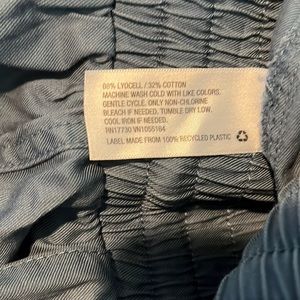 68% LYOCELL / 32% COTTON
MACHINE WASH COLD WITH LIKE COLORS.
GENTLE CYCLE. ONLY NON-CHLORINE
BLEACH IF NEEDED. TUMBLE DRY LOW.
COOL IRON IF NEEDED.
RN17730 VN1055164
LABEL MADE FROM 100% RECYCLED PLASTIC